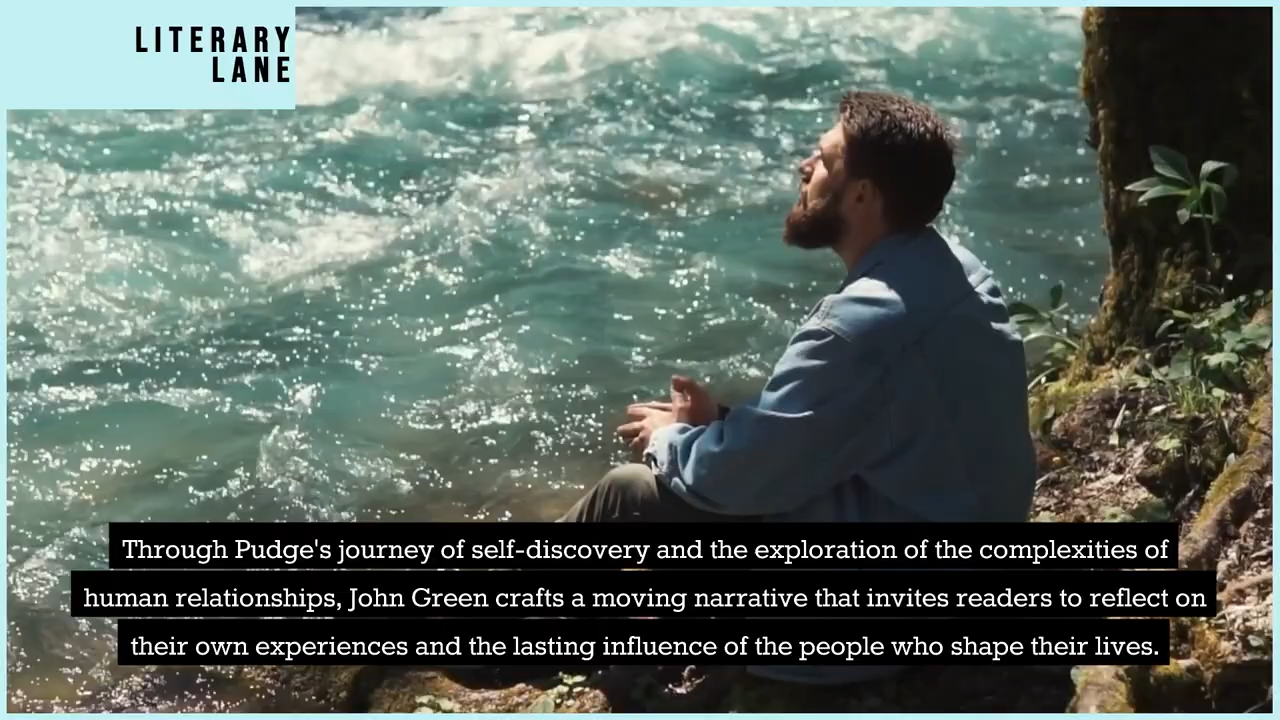 LITERARY
LANE
Through Pudge's journey of self-discovery and the exploration of the complexities of
human relationships, John Green crafts a moving narrative that invites readers to reflect on
their own experiences and the lasting influence of the people who shape their lives.